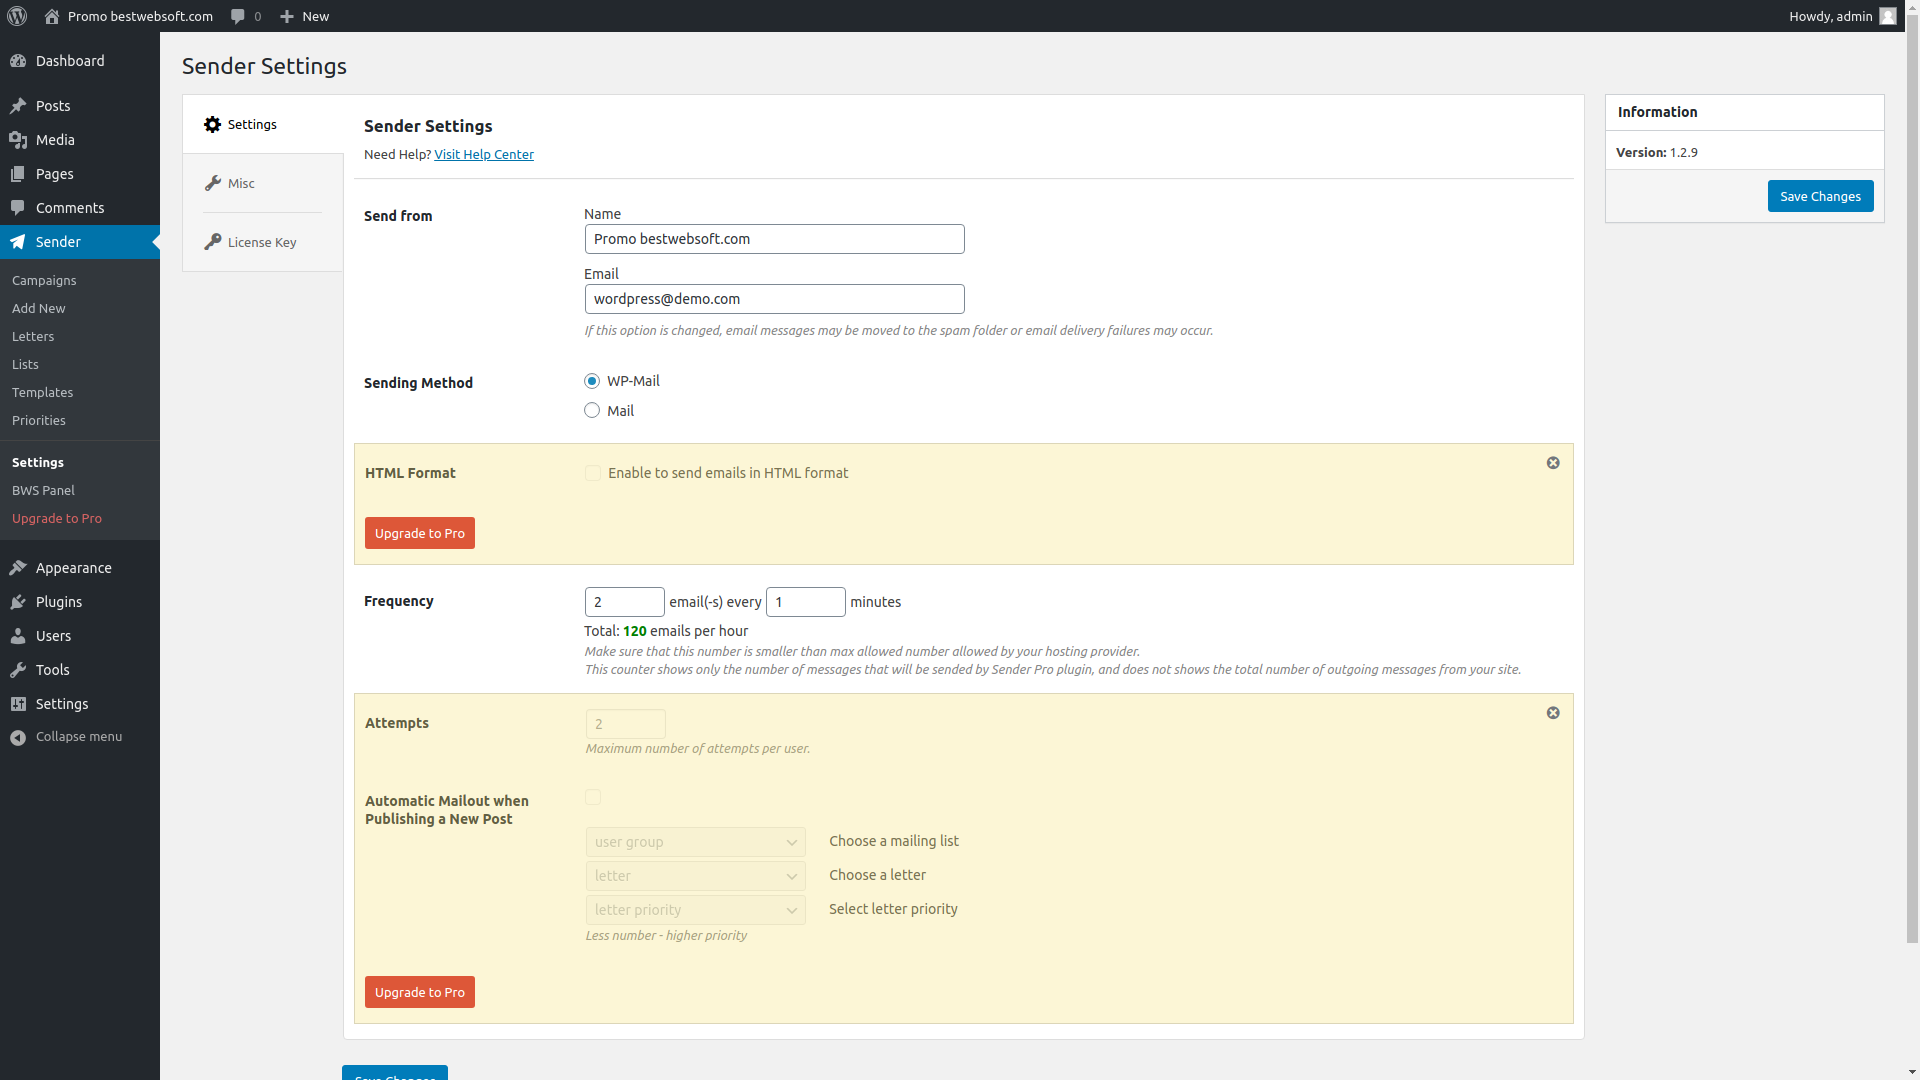 Promo bestwebsoft.com 0 New Howdy, admin
Dashboard
Posts
Media
Pages
Comments
Sender
Campaigns
Add New
Letters
Lists
Templates
Priorities
Settings
BWS Panel
Upgrade to Pro
Appearance
Plugins
Users
Tools
Settings
Collapse menu
Sender Settings
Settings
Misc
License Key
Sender Settings
Need Help? Visit Help Center
Send from
Name
Promo bestwebsoft.com
Email
wordpress@demo.com
If this option is changed, email messages may be moved to the spam folder or email delivery failures may occur.
Sending Method
WP-Mail
Mail
HTML Format
Enable to send emails in HTML format
Upgrade to Pro
Frequency
2 email(-s) every 1 minutes
Total: 120 emails per hour
Make sure that this number is smaller than max allowed number allowed by your hosting provider.
This counter shows only the number of messages that will be sended by Sender Pro plugin, and does not shows the total number of outgoing messages from your site.
Attempts
2
Maximum number of attempts per user.
Automatic Mailout when
Publishing a New Post
user group Choose a mailing list
letter Choose a letter
letter priority Select letter priority
Less number - higher priority
Upgrade to Pro
Save Changes
Information
Version: 1.2.9
Save Changes